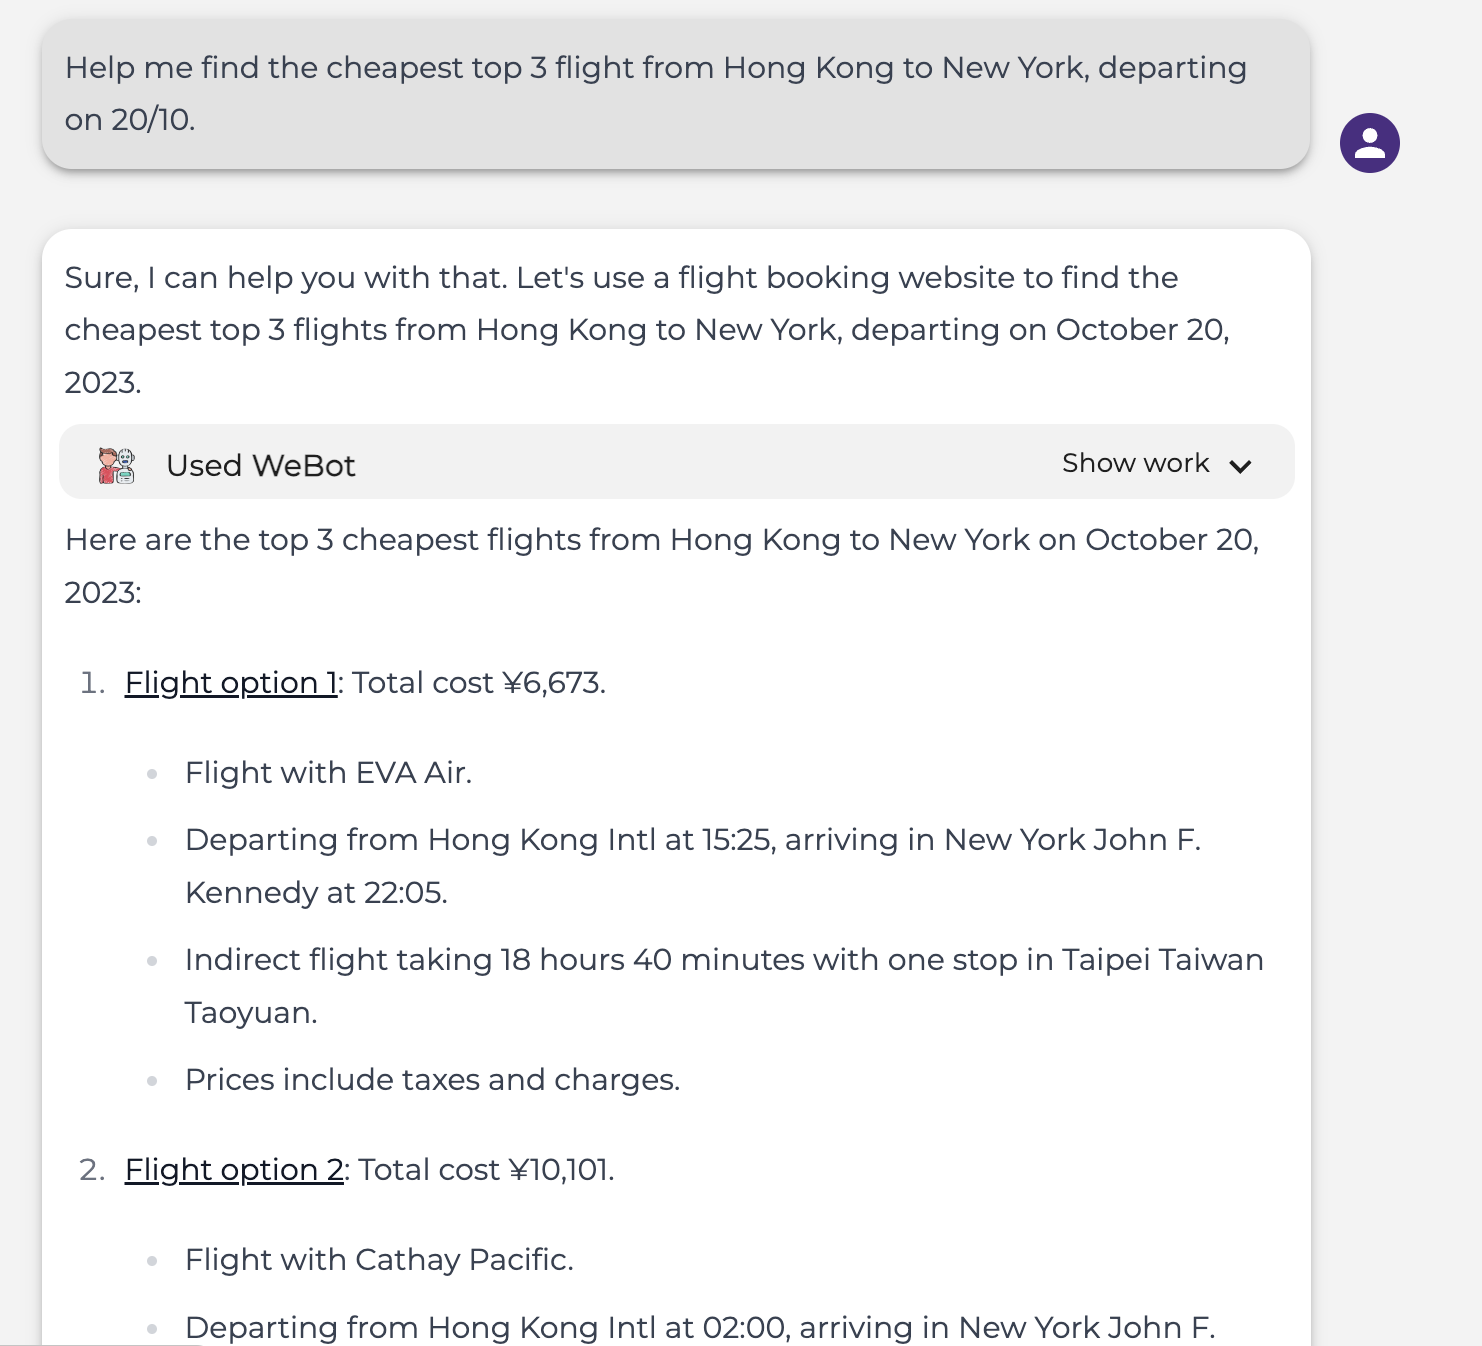 Help me find the cheapest top 3 flight from Hong Kong to New York, departing
on 20/10.
Sure, I can help you with that. Let's use a flight booking website to find the
cheapest top 3 flights from Hong Kong to New York, departing on October 20,
2023.
Used WeBot
Show work
Here are the top 3 cheapest flights from Hong Kong to New York on October 20,
2023:
1. Flight option 1: Total cost ¥6,673.
Flight with EVA Air.
Departing from Hong Kong Intl at 15:25, arriving in New York John F.
Kennedy at 22:05.
Indirect flight taking 18 hours 40 minutes with one stop in Taipei Taiwan
Taoyuan.
Prices include taxes and charges.
2. Flight option 2: Total cost ¥10,101.
Flight with Cathay Pacific.
Departing from Hong Kong Intl at 02:00, arriving in New York John F.